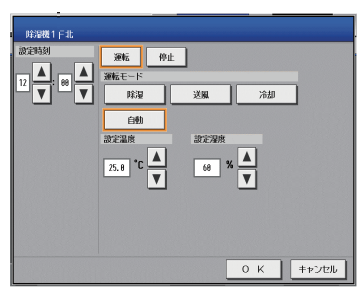 除湿機1F北
設定時刻
運転 停止
12 : 00
運転モード
除湿 送風 冷却
自動
設定温度 設定湿度
25.0 °C 60 %
OK キャンセル